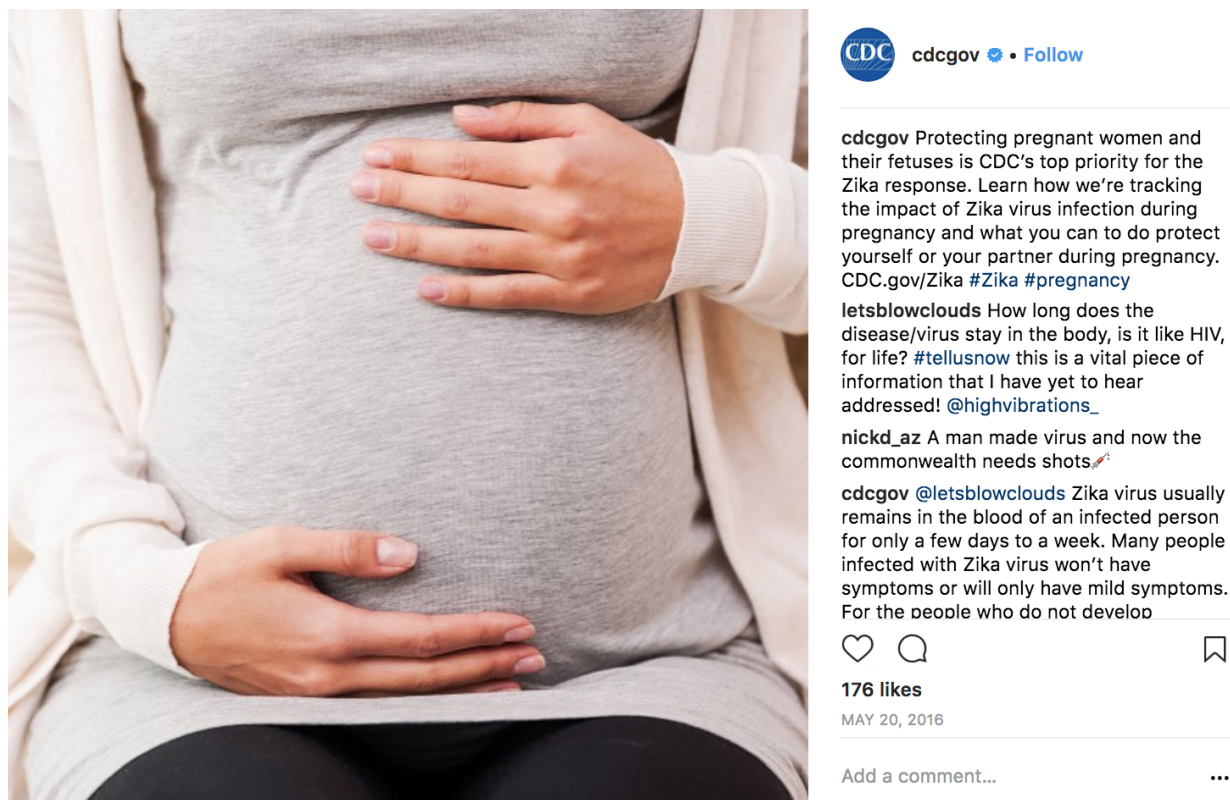 CDC
cdcgov • Follow
cdcgov Protecting pregnant women and
their fetuses is CDC’s top priority for the
Zika response. Learn how we’re tracking
the impact of Zika virus infection during
pregnancy and what you can to do protect
yourself or your partner during pregnancy.
CDC.gov/Zika #Zika #pregnancy
letsblowclouds How long does the
disease/virus stay in the body, is it like HIV,
for life? #tellusnow this is a vital piece of
information that I have yet to hear
addressed! @highvibrations_
nickd_az A man made virus and now the
commonwealth needs shots💉
cdcgov @letsblowclouds Zika virus usually
remains in the blood of an infected person
for only a few days to a week. Many people
infected with Zika virus won’t have
symptoms or will only have mild symptoms.
For the people who do not develop
176 likes
MAY 20, 2016
Add a comment...